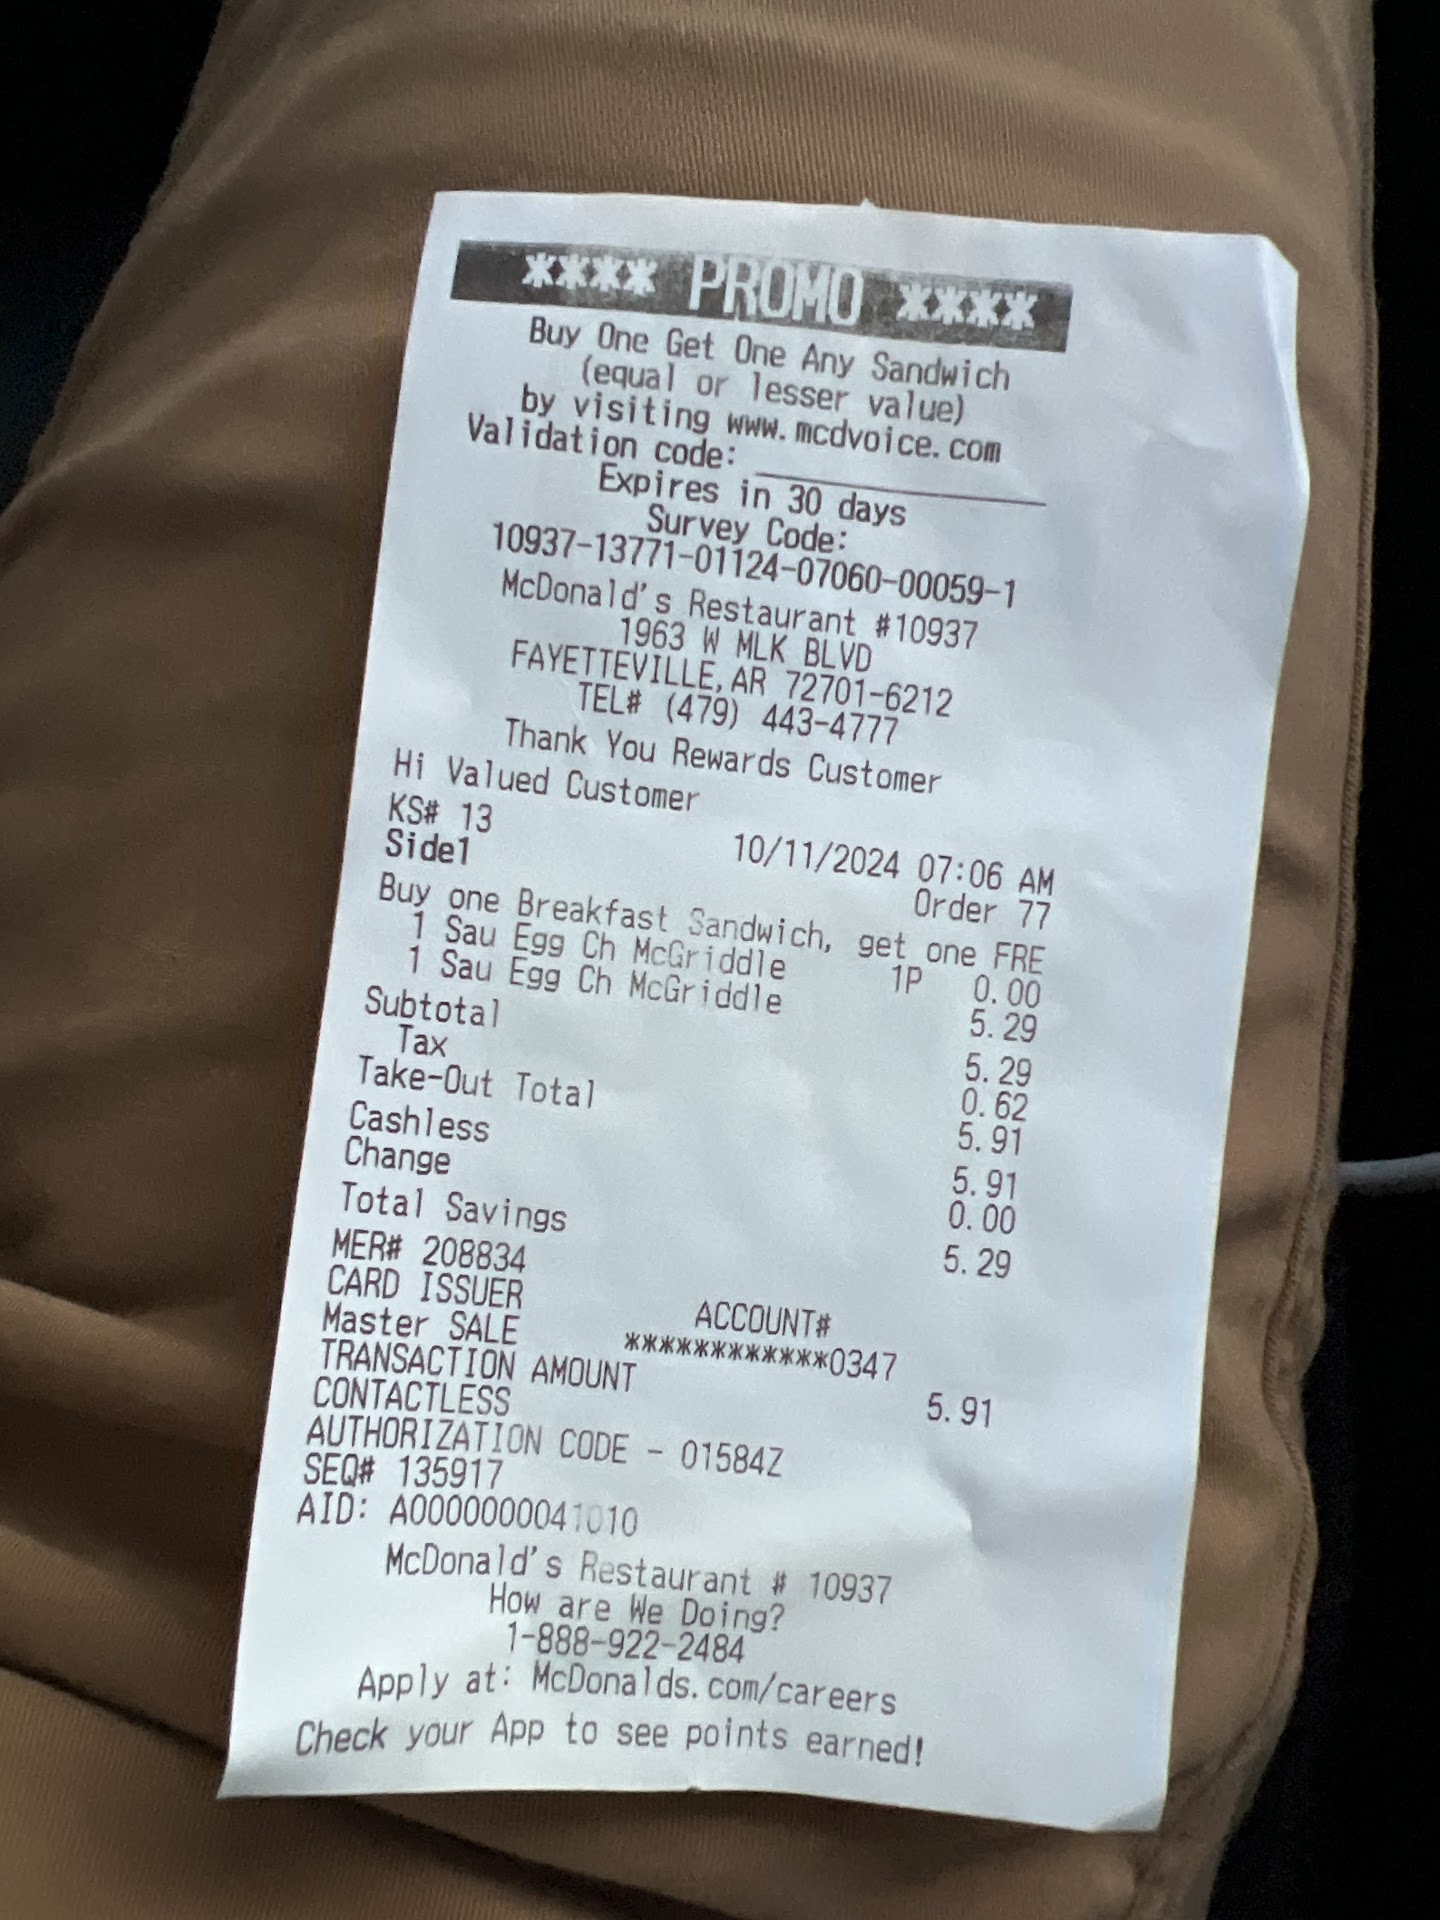 **** PROMO ****
Buy One Get One Any Sandwich
(equal or lesser value)
by visiting www.mcdvoice.com
Validation code: ____________
Expires in 30 days
Survey Code:
10937-13771-01124-07060-00059-1
McDonald's Restaurant #10937
1963 W MLK BLVD
FAYETTEVILLE, AR 72701-6212
TEL# (479) 443-4777
Thank You Rewards Customer
Hi Valued Customer
KS# 13 10/11/2024 07:06 AM
Side1 Order 77
Buy one Breakfast Sandwich, get one FRE
1 Sau Egg Ch McGriddle 1P 0.00
1 Sau Egg Ch McGriddle 5.29
Subtotal 5.29
Tax 0.62
Take-Out Total 5.91
Cashless 5.91
Change 0.00
Total Savings 5.29
MER# 208834
CARD ISSUER ACCOUNT#
Master SALE ************0347
TRANSACTION AMOUNT 5.91
CONTACTLESS
AUTHORIZATION CODE - 01584Z
SEQ# 135917
AID: A0000000041010
McDonald's Restaurant # 10937
How are We Doing?
1-888-922-2484
Apply at: McDonalds.com/careers
Check your App to see points earned!